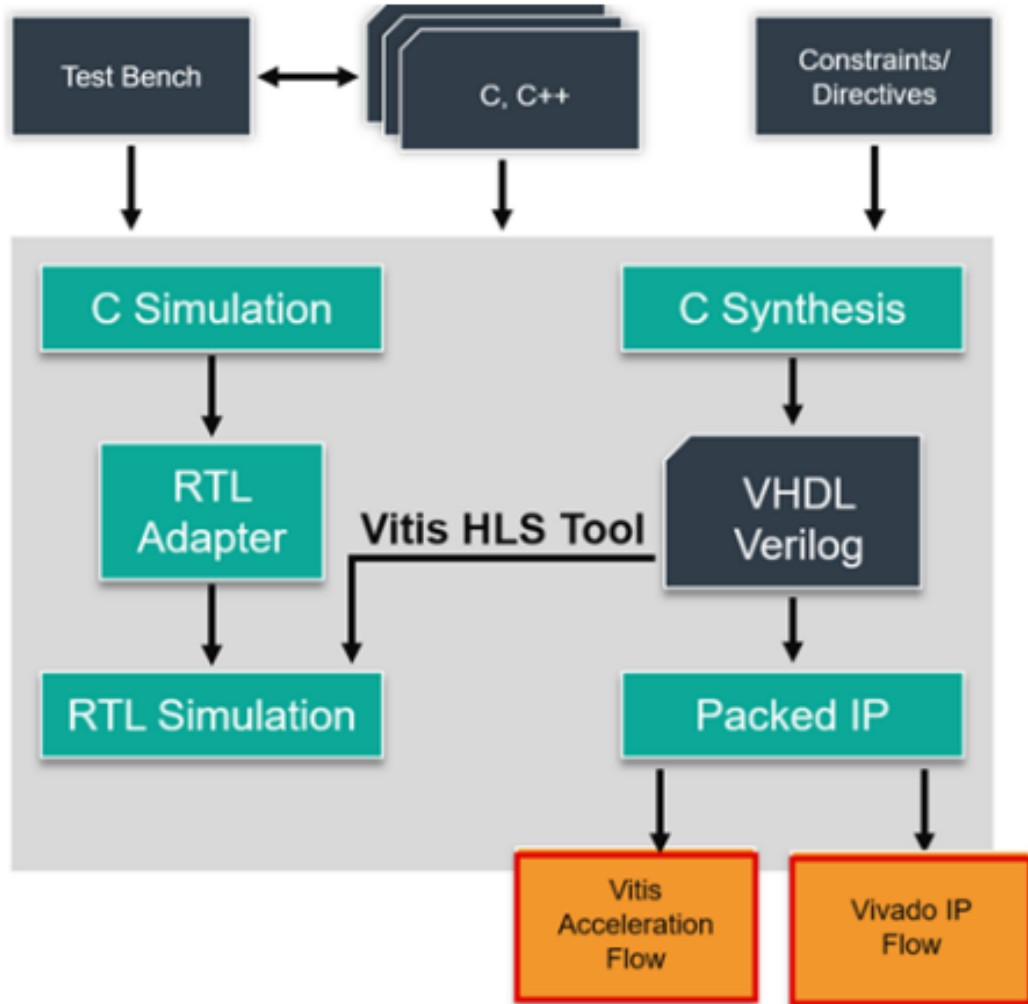 Test Bench
C, C++
Constraints/
Directives
C Simulation
C Synthesis
RTL
Adapter
Vitis HLS Tool
VHDL
Verilog
RTL Simulation
Packed IP
Vitis
Acceleration
Flow
Vivado IP
Flow